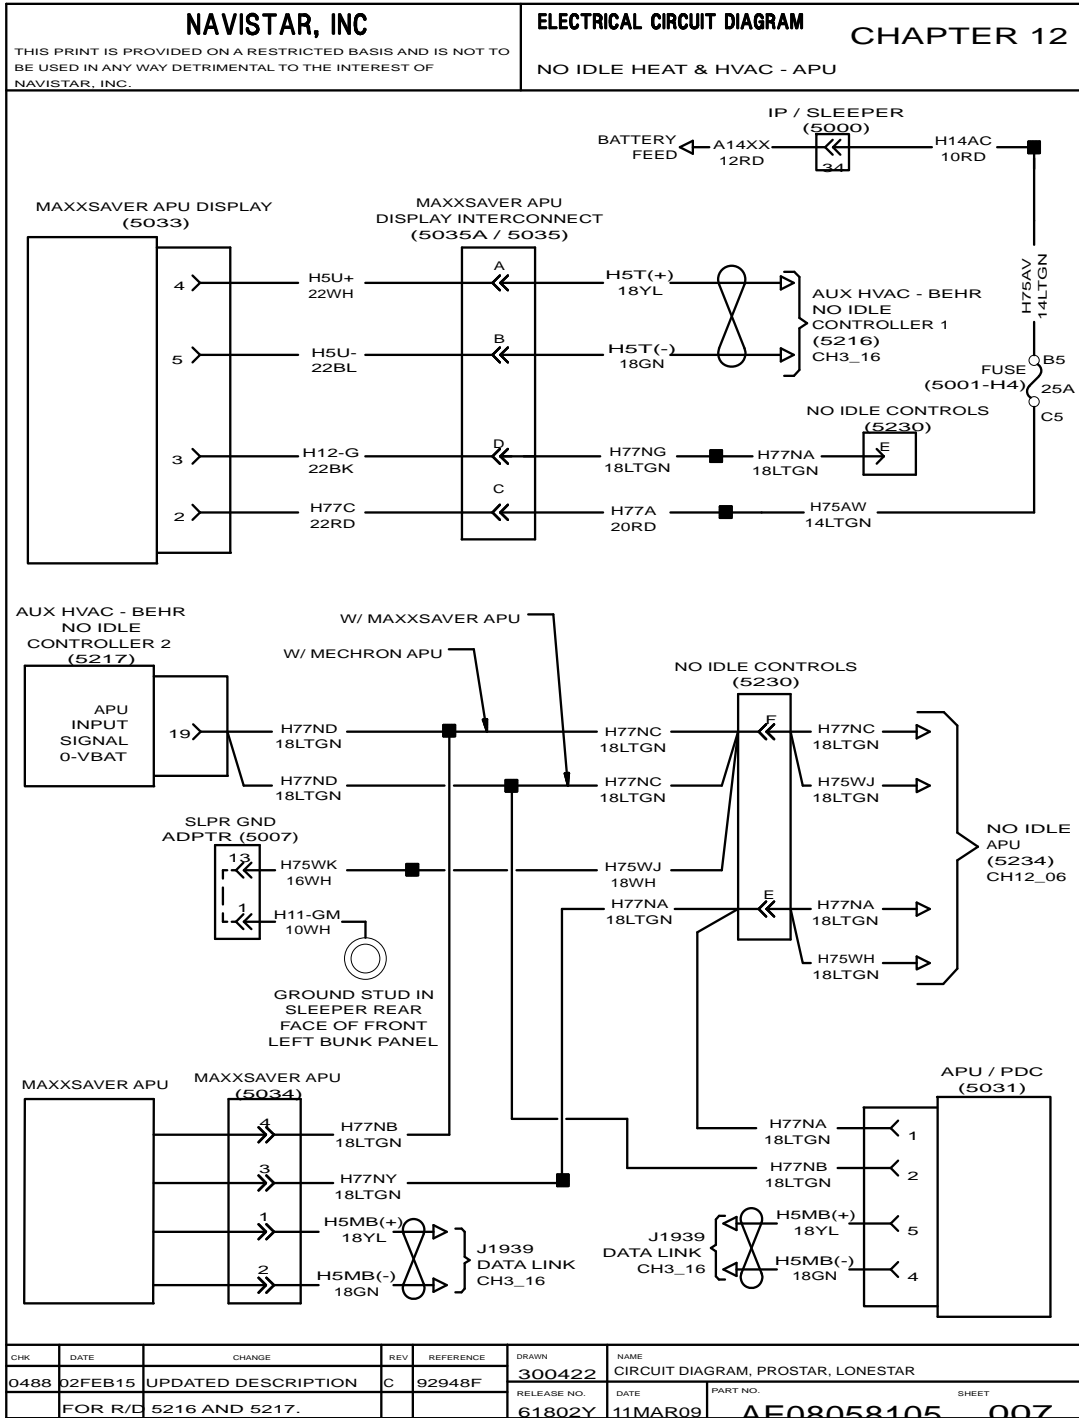 NAVISTAR, INC
THIS PRINT IS PROVIDED ON A RESTRICTED BASIS AND IS NOT TO
BE USED IN ANY WAY DETRIMENTAL TO THE INTEREST OF
NAVISTAR, INC.
ELECTRICAL CIRCUIT DIAGRAM
CHAPTER 12
NO IDLE HEAT & HVAC - APU
IP / SLEEPER
(5000)
BATTERY
FEED
A14XX
12RD
34
H14AC
10RD
H75AV
14LTGN
MAXXSAVER APU DISPLAY
(5033)
MAXXSAVER APU
DISPLAY INTERCONNECT
(5035A / 5035)
4
H5U+
22WH
A
H5T(+)
18YL
5
H5U-
22BL
B
H5T(-)
18GN
AUX HVAC - BEHR
NO IDLE
CONTROLLER 1
(5216)
CH3_16
B5
FUSE
(5001-H4)
25A
C5
NO IDLE CONTROLS
(5230)
E
3
H12-G
22BK
D
H77NG
18LTGN
H77NA
18LTGN
2
H77C
22RD
C
H77A
20RD
H75AW
14LTGN
AUX HVAC - BEHR
NO IDLE
CONTROLLER 2
(5217)
APU
INPUT
SIGNAL
0-VBAT
19
W/ MAXXSAVER APU
W/ MECHRON APU
NO IDLE CONTROLS
(5230)
H77ND
18LTGN
H77NC
18LTGN
F
H77NC
18LTGN
H77ND
18LTGN
H77NC
18LTGN
H75WJ
18LTGN
SLPR GND
ADPTR (5007)
13
H75WK
16WH
H75WJ
18WH
1
H11-GM
10WH
H77NA
18LTGN
E
H77NA
18LTGN
H75WH
18LTGN
NO IDLE
APU
(5234)
CH12_06
GROUND STUD IN
SLEEPER REAR
FACE OF FRONT
LEFT BUNK PANEL
MAXXSAVER APU
MAXXSAVER APU
(5034)
4
H77NB
18LTGN
3
H77NY
18LTGN
1
H5MB(+)
18YL
2
H5MB(-)
18GN
J1939
DATA LINK
CH3_16
APU / PDC
(5031)
H77NA
18LTGN
1
H77NB
18LTGN
2
H5MB(+)
18YL
5
H5MB(-)
18GN
4
J1939
DATA LINK
CH3_16
CHK DATE CHANGE REV REFERENCE
0488 02FEB15 UPDATED DESCRIPTION C 92948F
FOR R/D 5216 AND 5217.
DRAWN
300422
NAME
CIRCUIT DIAGRAM, PROSTAR, LONESTAR
RELEASE NO.
61802Y
DATE
11MAR09
PART NO.
AE08058105
SHEET
007